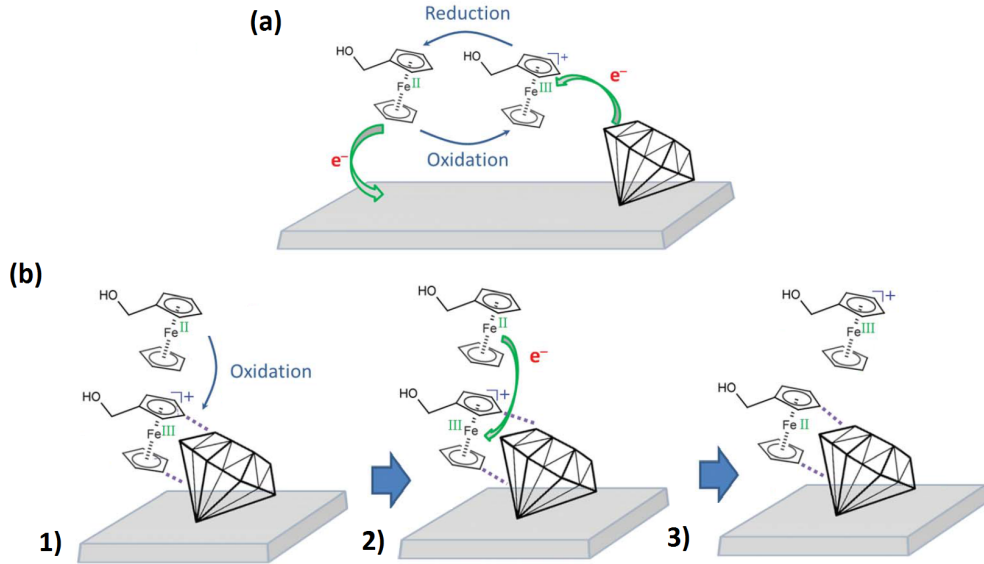 (a)
Reduction
HO
Fe
II
HO
+
Fe
III
e⁻
e⁻
Oxidation
(b)
HO
Fe
II
Oxidation
HO
+
Fe
III
1)
HO
Fe
II
e⁻
HO
+
III
Fe
2)
HO
+
Fe
III
HO
Fe
II
3)